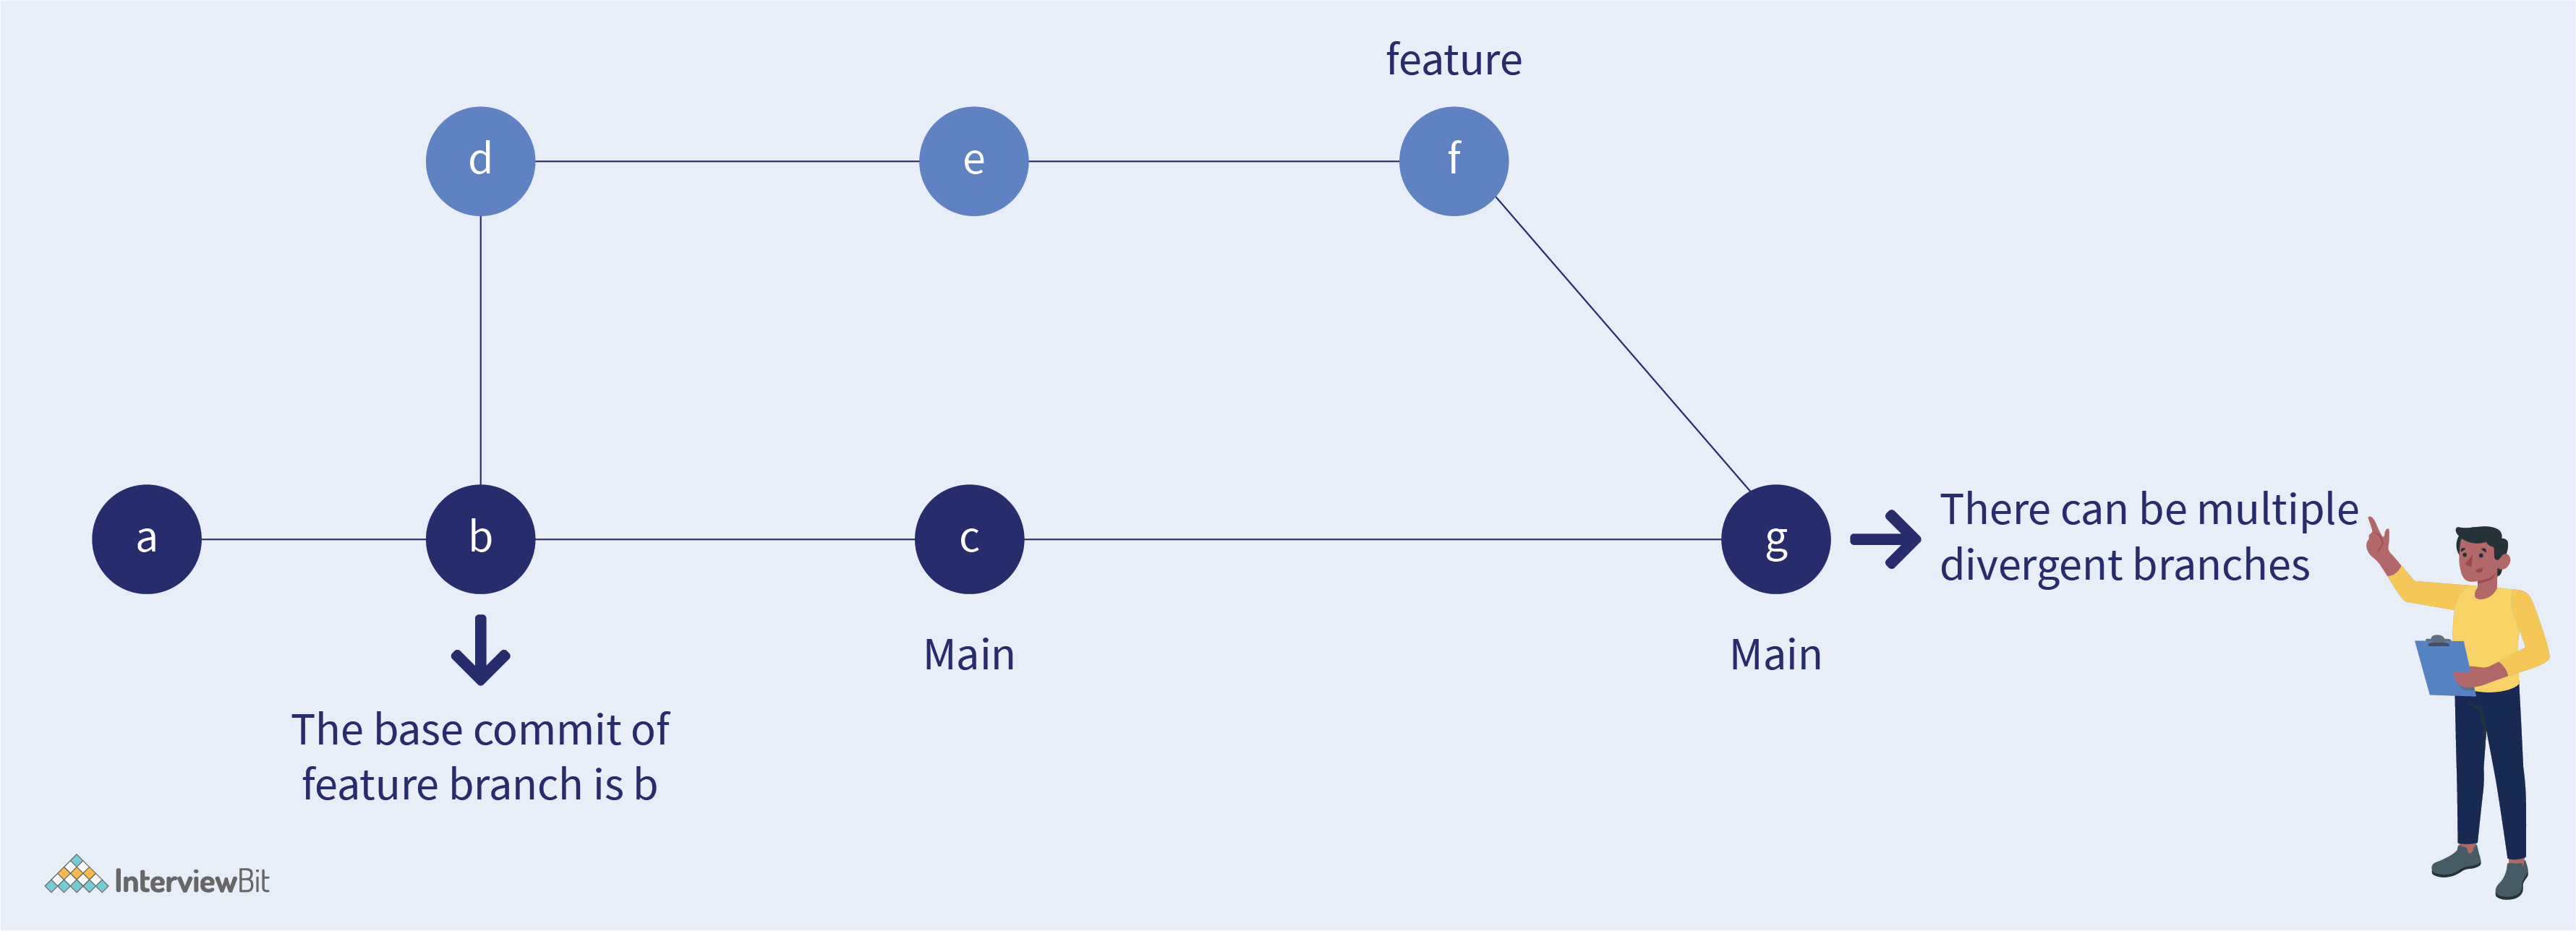 feature
d
e
f
a
b
c
g
There can be multiple
divergent branches
Main
Main
The base commit of
feature branch is b
InterviewBit